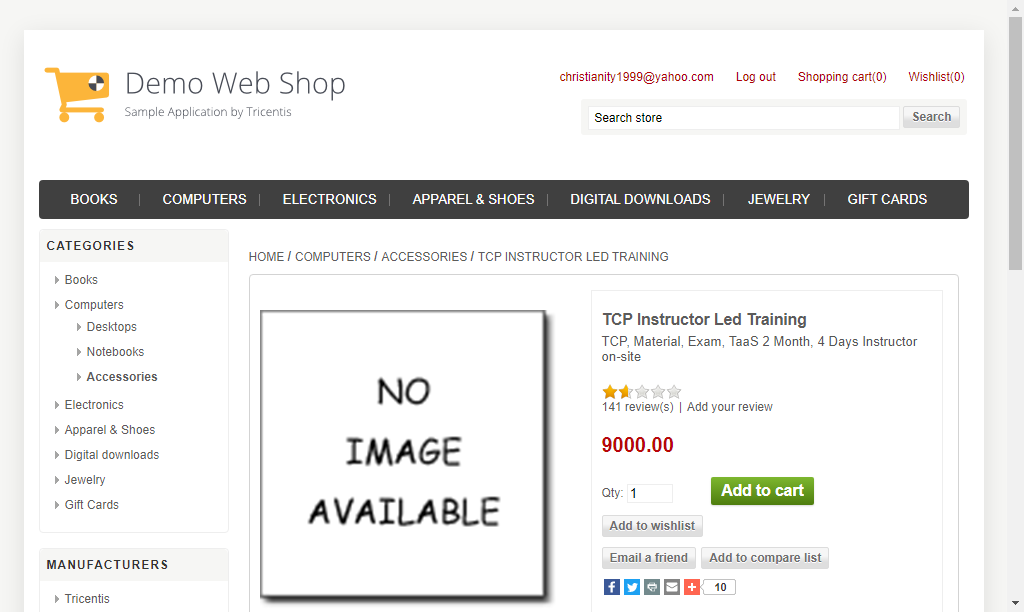 Demo Web Shop
Sample Application by Tricentis
christianity1999@yahoo.com Log out Shopping cart(0) Wishlist(0)
Search store Search
BOOKS COMPUTERS ELECTRONICS APPAREL & SHOES DIGITAL DOWNLOADS JEWELRY GIFT CARDS
CATEGORIES
Books
Computers
Desktops
Notebooks
Accessories
Electronics
Apparel & Shoes
Digital downloads
Jewelry
Gift Cards
MANUFACTURERS
Tricentis
HOME / COMPUTERS / ACCESSORIES / TCP INSTRUCTOR LED TRAINING
NO
IMAGE
AVAILABLE
TCP Instructor Led Training
TCP, Material, Exam, TaaS 2 Month, 4 Days Instructor
on-site
141 review(s) | Add your review
9000.00
Qty: 1 Add to cart
Add to wishlist
Email a friend Add to compare list
10